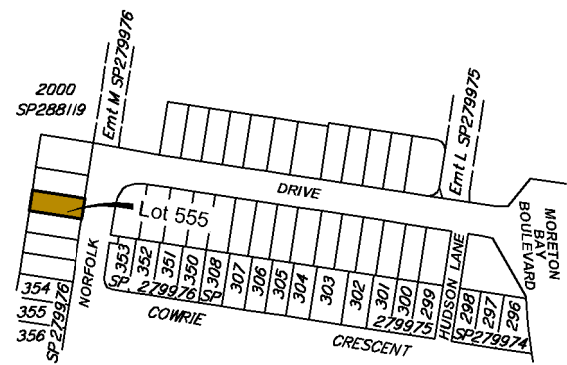 2000
SP288119
Emt M SP279976
Emt L SP279975
DRIVE
Lot 555
MORETON
BAY
BOULEVARD
NORFOLK
HUDSON LANE
353
352
351
350
308
307
306
305
304
303
302
301
300
299
298
297
296
SP
279976
SP
279975
SP279974
354
355
356
SP279976
COWRIE
CRESCENT